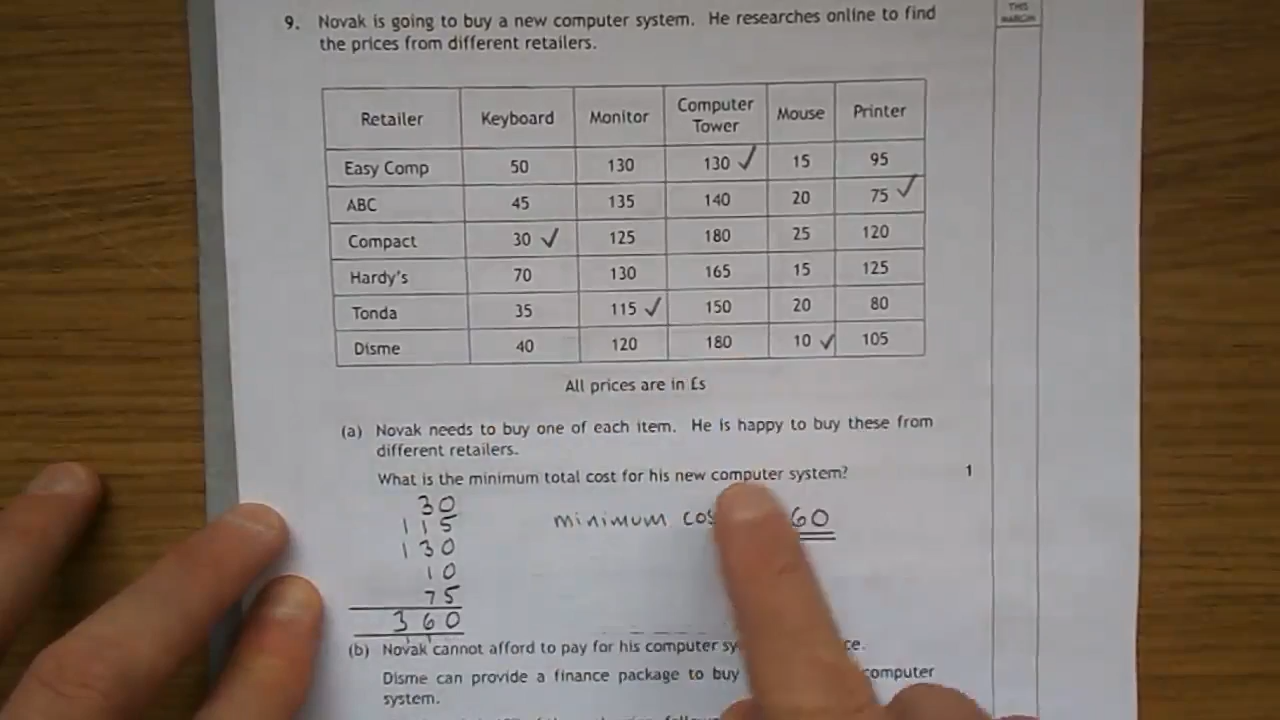 THIS
MARGIN
9. Novak is going to buy a new computer system. He researches online to find
the prices from different retailers.
Retailer Keyboard Monitor Computer Tower Mouse Printer
Easy Comp 50 130 130 ✓ 15 95
ABC 45 135 140 20 75 ✓
Compact 30 ✓ 125 180 25 120
Hardy's 70 130 165 15 125
Tonda 35 115 ✓ 150 20 80
Disme 40 120 180 10 ✓ 105
All prices are in £s
(a) Novak needs to buy one of each item. He is happy to buy these from
different retailers.
What is the minimum total cost for his new computer system? 1
30
115 minimum 60
130
10
75
360
(b) Novak cannot afford to pay for his computer
Disme can provide a finance package to buy computer
system.